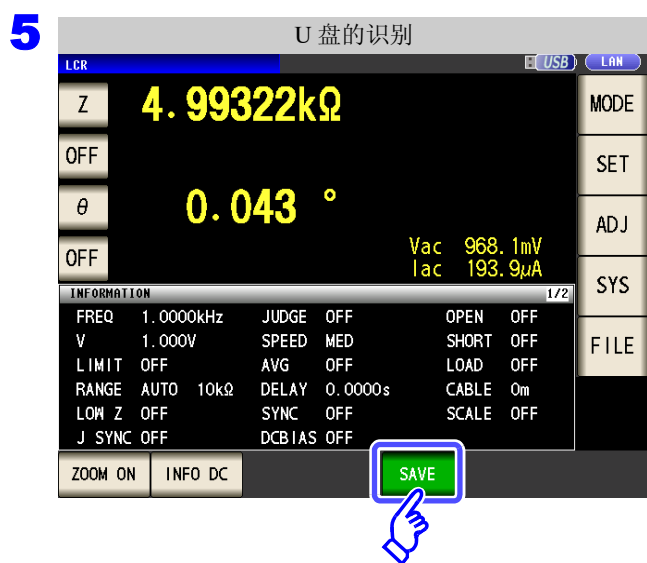 5
U 盘的识别
LCR USB LAN
Z 4.99322kΩ MODE
OFF SET
θ 0.043 ° ADJ
OFF Vac 968.1mV
Iac 193.9μA SYS
INFORMATION 1/2
FREQ 1.0000kHz JUDGE OFF OPEN OFF
V 1.000V SPEED MED SHORT OFF FILE
LIMIT OFF AVG OFF LOAD OFF
RANGE AUTO 10kΩ DELAY 0.0000s CABLE 0m
LOW Z OFF SYNC OFF SCALE OFF
J SYNC OFF DCBIAS OFF
ZOOM ON INFO DC SAVE